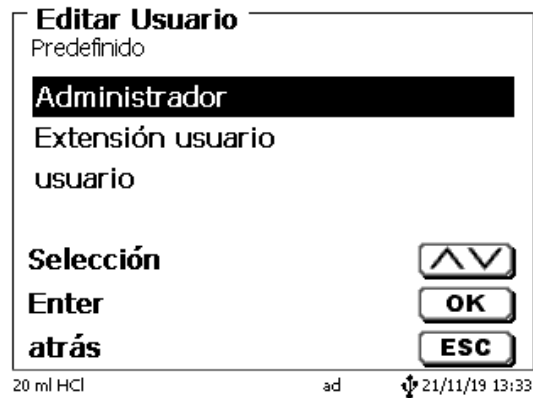 Editar Usuario
Predefinido
Administrador
Extensión usuario
usuario
Selección
Enter OK
atrás ESC
20 ml HCl ad 21/11/19 13:33